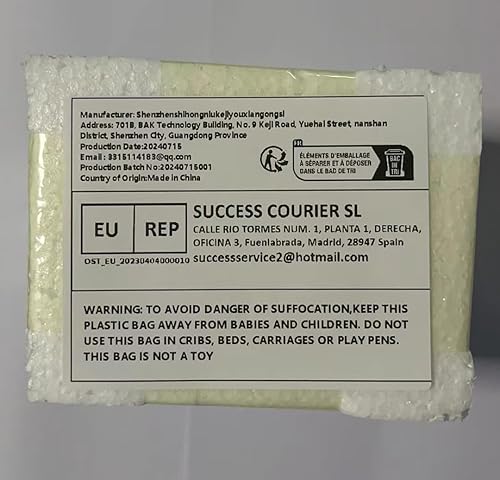 Manufacturer: Shenzhenshihongniukejiyouxiangongsi
Address: 701B, BAK Technology Building, No. 9 Keji Road, Yuehai Street, nanshan
District, Shenzhen City, Guangdong Province
Production Date:20240715
Email: 3315114183@qq.com
Production Batch No:20240715001
Country of Origin:Made in China
FR
ÉLÉMENTS D'EMBALLAGE
À SÉPARER ET À DÉPOSER
DANS LE BAC DE TRI
BAC
DE
TRI
EU REP
OST_EU_20230404000010
SUCCESS COURIER SL
CALLE RIO TORMES NUM. 1, PLANTA 1, DERECHA,
OFICINA 3, Fuenlabrada, Madrid, 28947 Spain
successservice2@hotmail.com
WARNING: TO AVOID DANGER OF SUFFOCATION,KEEP THIS
PLASTIC BAG AWAY FROM BABIES AND CHILDREN. DO NOT
USE THIS BAG IN CRIBS, BEDS, CARRIAGES OR PLAY PENS.
THIS BAG IS NOT A TOY